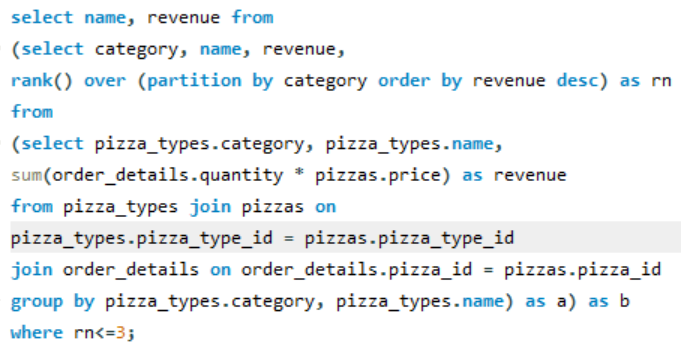 select name, revenue from
(select category, name, revenue,
rank() over (partition by category order by revenue desc) as rn
from
(select pizza_types.category, pizza_types.name,
sum(order_details.quantity * pizzas.price) as revenue
from pizza_types join pizzas on
pizza_types.pizza_type_id = pizzas.pizza_type_id
join order_details on order_details.pizza_id = pizzas.pizza_id
group by pizza_types.category, pizza_types.name) as a) as b
where rn<=3;